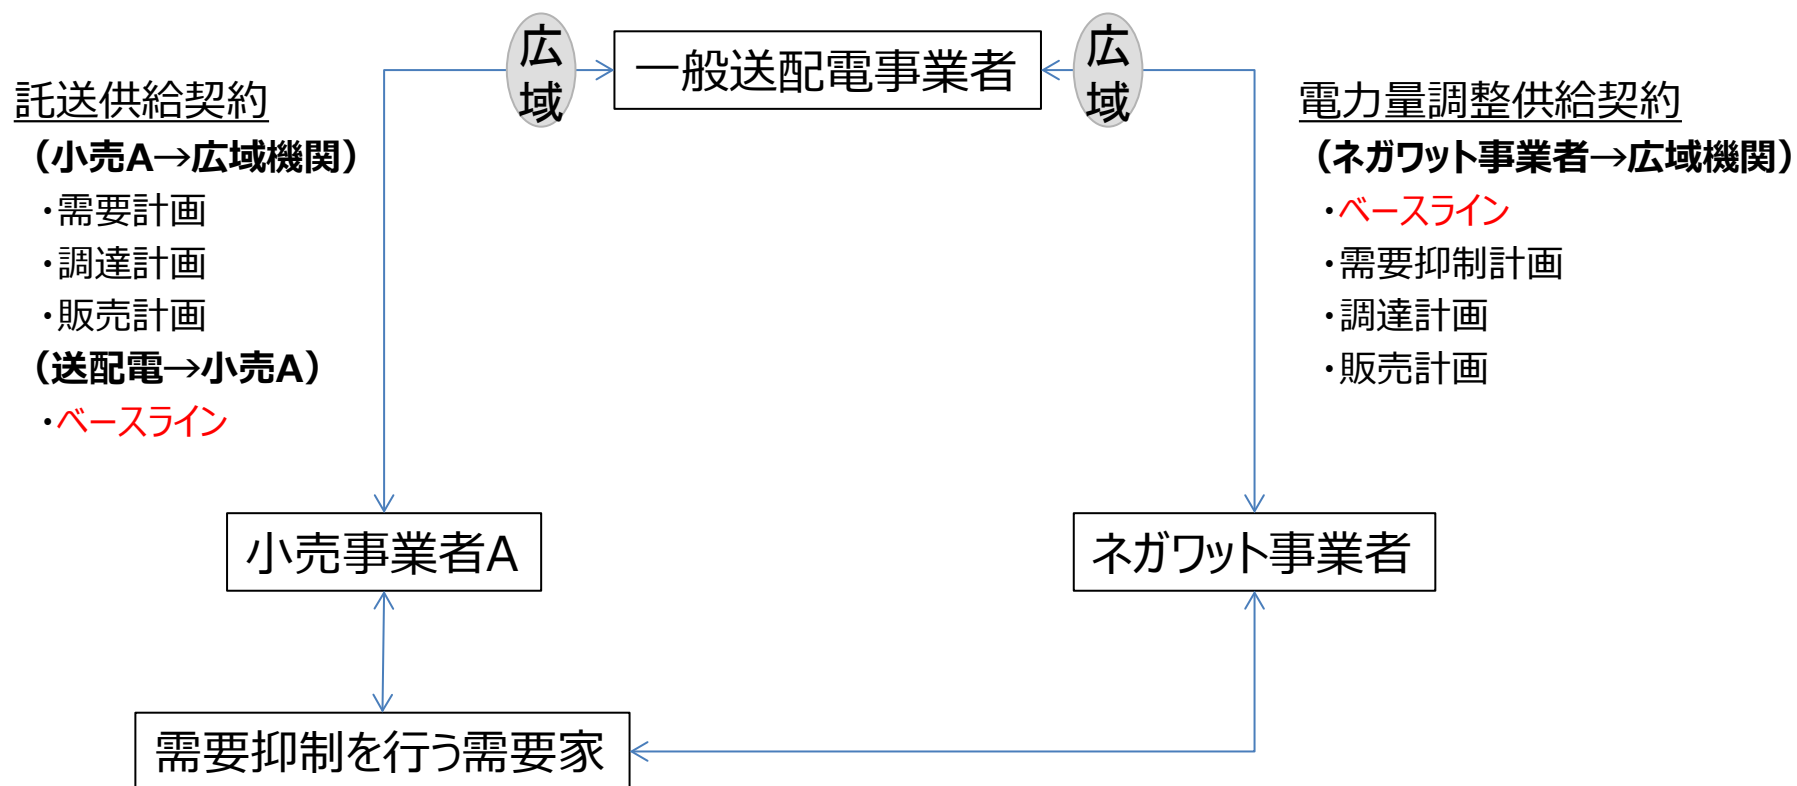 広域
一般送配電事業者
広域
託送供給契約
（小売A→広域機関）
・需要計画
・調達計画
・販売計画
（送配電→小売A）
・ベースライン
電力量調整供給契約
（ネガワット事業者→広域機関）
・ベースライン
・需要抑制計画
・調達計画
・販売計画
小売事業者A
ネガワット事業者
需要抑制を行う需要家